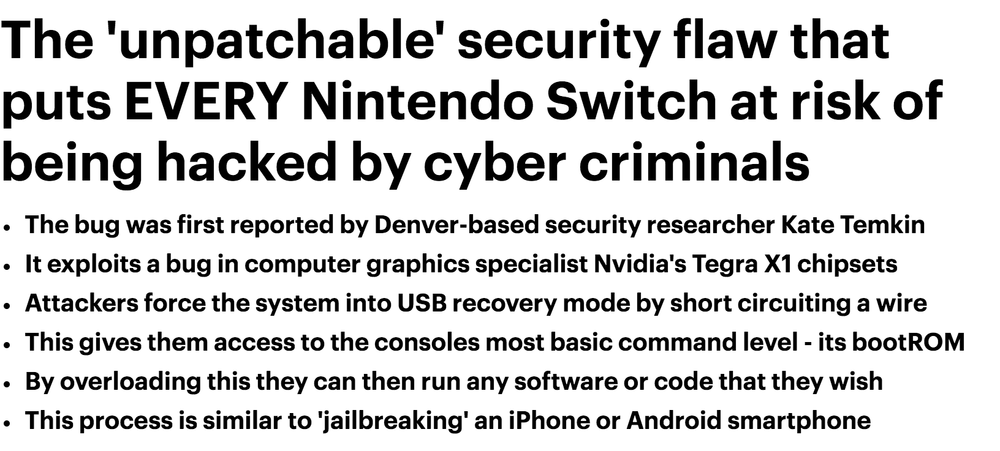 The 'unpatchable' security flaw that
puts EVERY Nintendo Switch at risk of
being hacked by cyber criminals
• The bug was first reported by Denver-based security researcher Kate Temkin
• It exploits a bug in computer graphics specialist Nvidia's Tegra X1 chipsets
• Attackers force the system into USB recovery mode by short circuiting a wire
• This gives them access to the consoles most basic command level - its bootROM
• By overloading this they can then run any software or code that they wish
• This process is similar to 'jailbreaking' an iPhone or Android smartphone